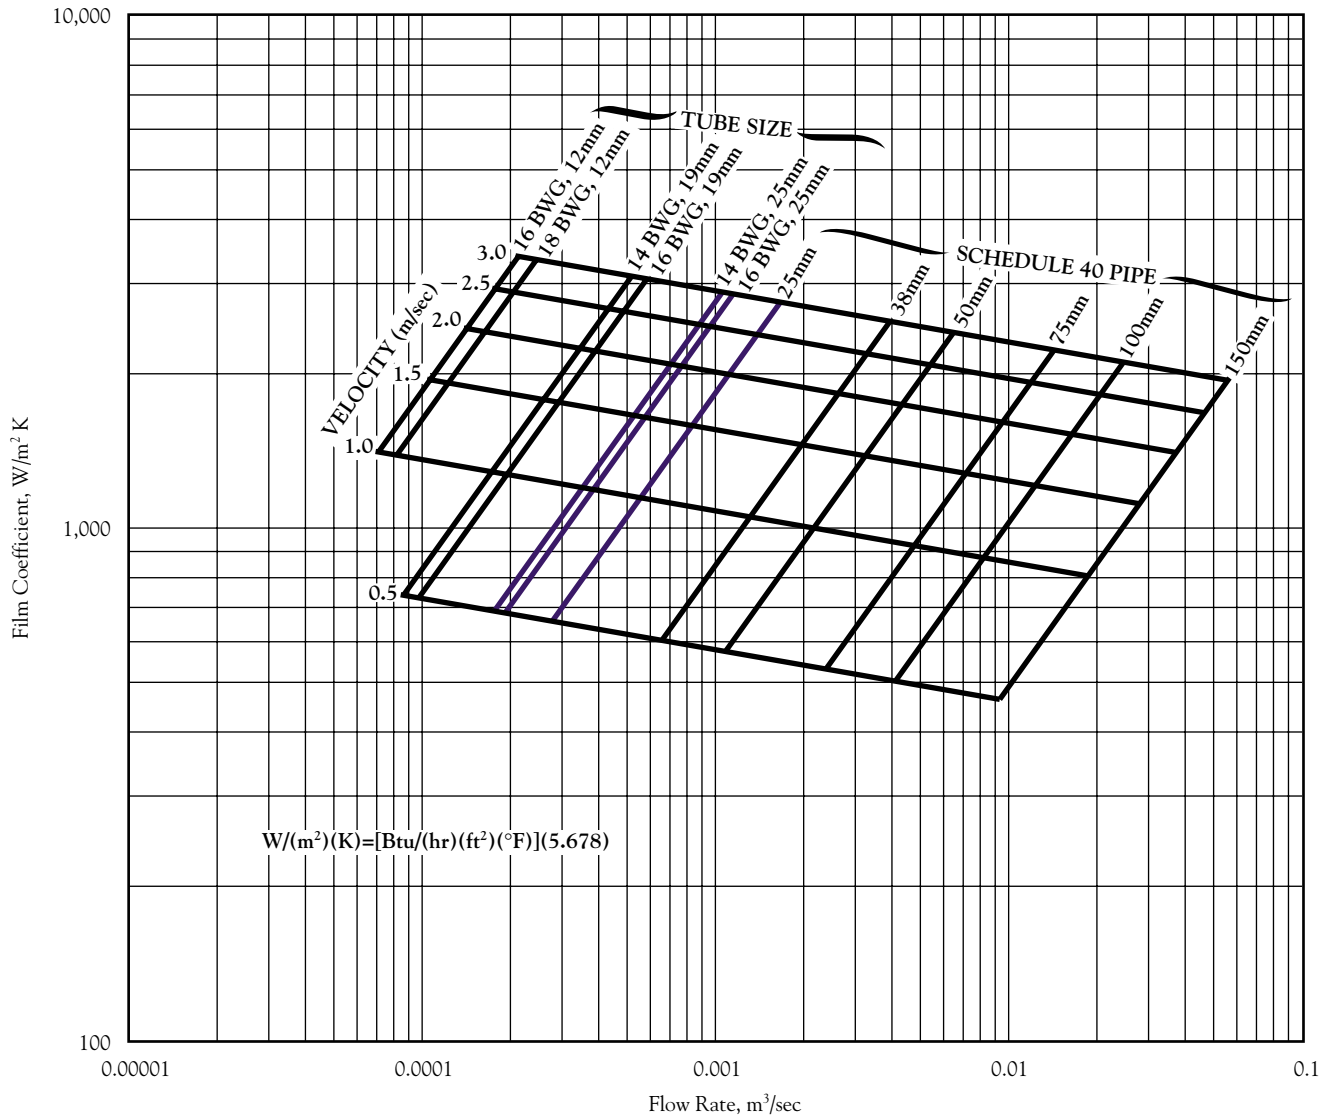 10,000
1,000
100
Film Coefficient, W/m² K
0.00001
0.0001
0.001
0.01
0.1
Flow Rate, m³/sec
TUBE SIZE
16 BWG, 12mm
18 BWG, 12mm
14 BWG, 19mm
16 BWG, 19mm
14 BWG, 25mm
16 BWG, 25mm
SCHEDULE 40 PIPE
25mm
38mm
50mm
75mm
100mm
150mm
VELOCITY (m/sec)
3.0
2.5
2.0
1.5
1.0
0.5
W/(m²)(K)=[Btu/(hr)(ft²)(°F)](5.678)